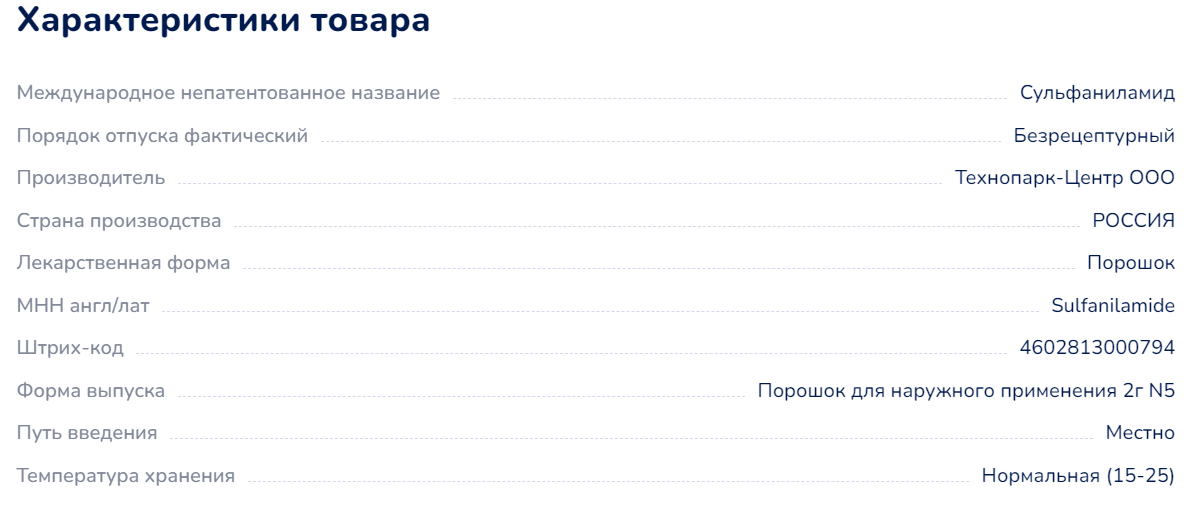 Характеристики товара
Международное непатентованное название Сульфаниламид
Порядок отпуска фактический Безрецептурный
Производитель Технопарк-Центр ООО
Страна производства РОССИЯ
Лекарственная форма Порошок
МНН англ/лат Sulfanilamide
Штрих-код 4602813000794
Форма выпуска Порошок для наружного применения 2г N5
Путь введения Местно
Температура хранения Нормальная (15-25)